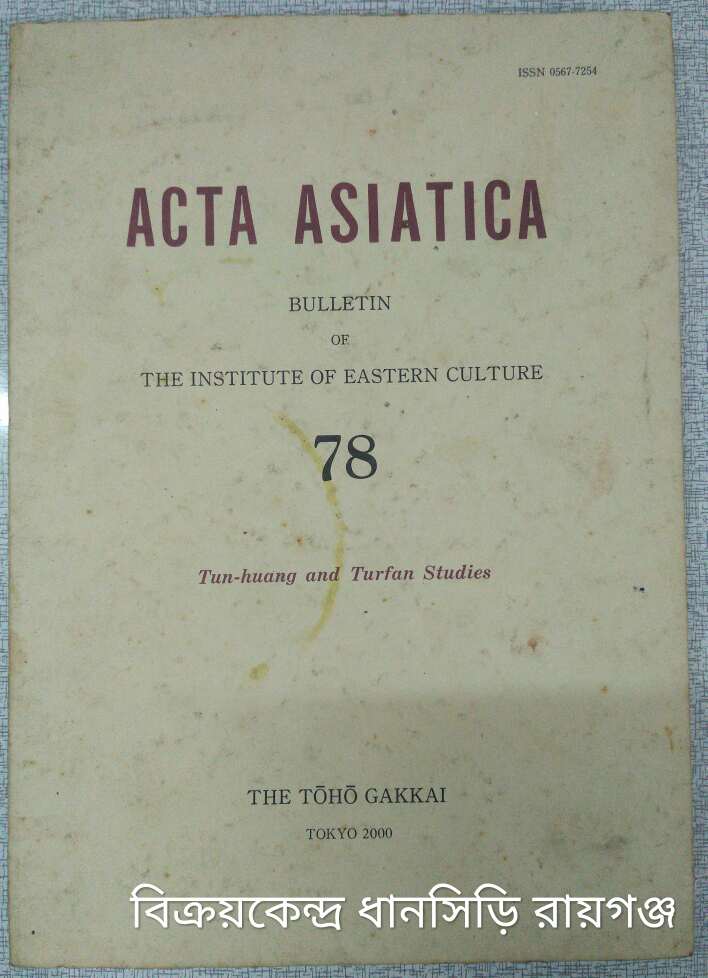 ISSN 0567-7254
ACTA ASIATICA
BULLETIN
OF
THE INSTITUTE OF EASTERN CULTURE
78
Tun-huang and Turfan Studies
THE TŌHŌ GAKKAI
TOKYO 2000
বিক্রয়কেন্দ্র ধানসিড়ি রায়গঞ্জ